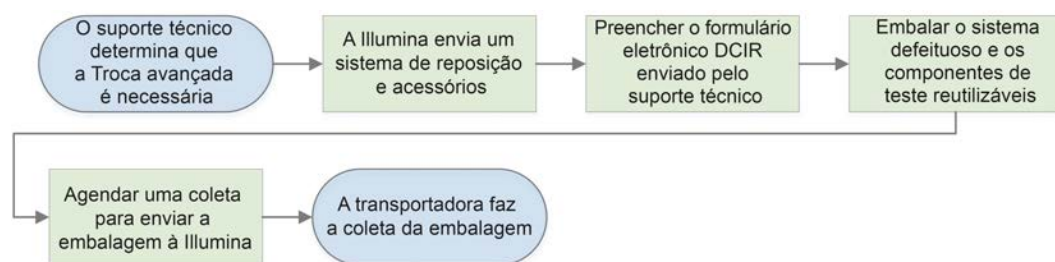 O suporte técnico
determina que
a Troca avançada
é necessária
A Illumina envia um
sistema de reposição
e acessórios
Preencher o formulário
eletrônico DCIR
enviado pelo
suporte técnico
Embalar o sistema
defeituoso e os
componentes de
teste reutilizáveis
Agendar uma coleta
para enviar a
embalagem à Illumina
A transportadora faz
a coleta da embalagem